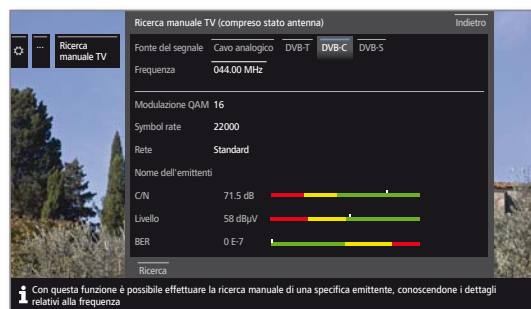 Ricerca manuale TV (compreso stato antenna) Indietro
...
Ricerca
manuale TV
Fonte del segnale Cavo analogico DVB-T DVB-C DVB-S
Frequenza 044.00 MHz
Modulazione QAM 16
Symbol rate 22000
Rete Standard
Nome dell'emittenti
C/N 71.5 dB
Livello 58 dBµV
BER 0 E-7
Ricerca
i Con questa funzione è possibile effettuare la ricerca manuale di una specifica emittente, conoscendone i dettagli
relativi alla frequenza